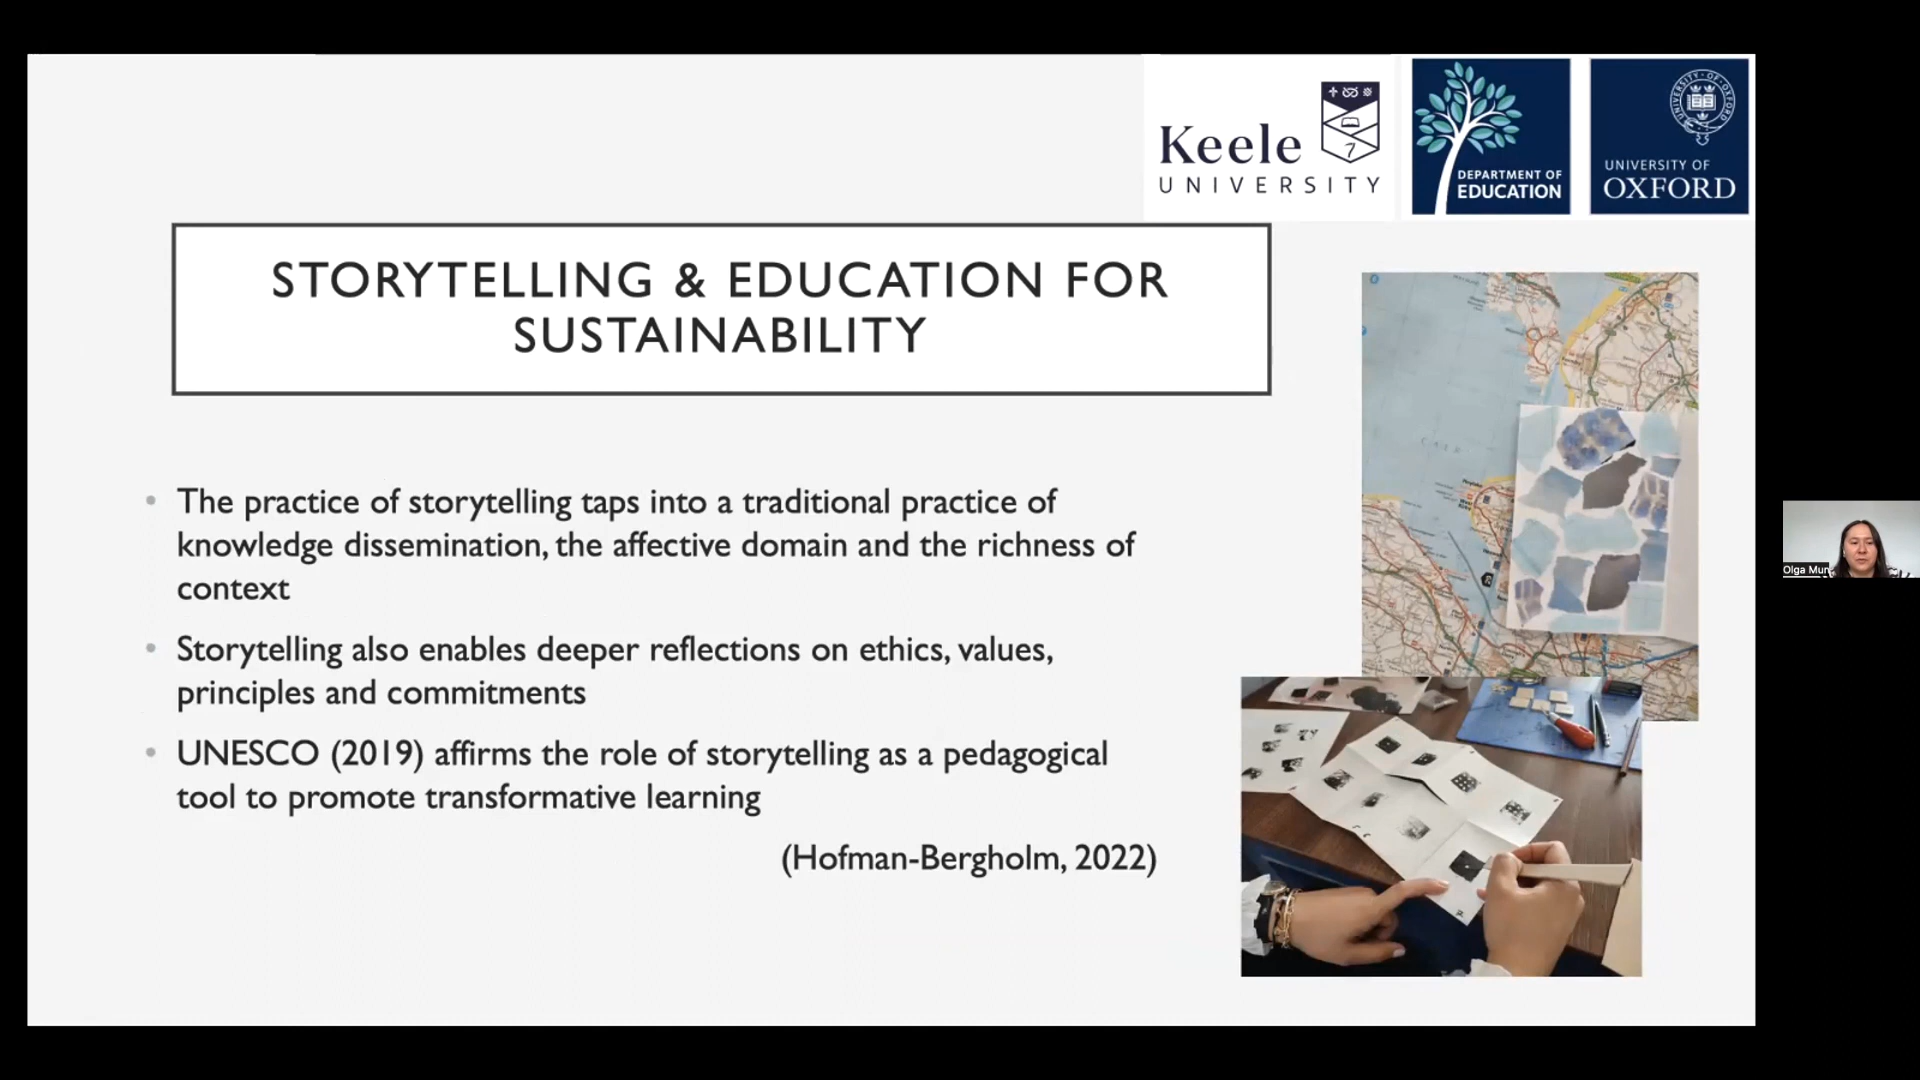 Keele
UNIVERSITY
DEPARTMENT OF
EDUCATION
UNIVERSITY OF
OXFORD
STORYTELLING & EDUCATION FOR
SUSTAINABILITY
• The practice of storytelling taps into a traditional practice of
knowledge dissemination, the affective domain and the richness of
context
• Storytelling also enables deeper reflections on ethics, values,
principles and commitments
• UNESCO (2019) affirms the role of storytelling as a pedagogical
tool to promote transformative learning
(Hofman-Bergholm, 2022)
Olga Mun